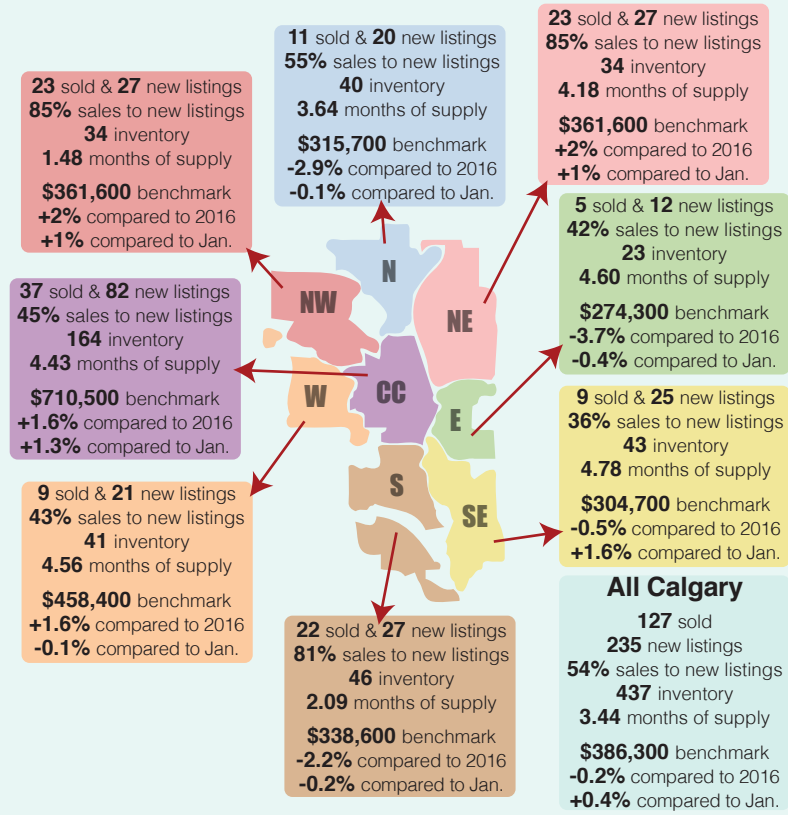 11 sold & 20 new listings
55% sales to new listings
40 inventory
3.64 months of supply
$315,700 benchmark
-2.9% compared to 2016
-0.1% compared to Jan.
23 sold & 27 new listings
85% sales to new listings
34 inventory
4.18 months of supply
$361,600 benchmark
+2% compared to 2016
+1% compared to Jan.
23 sold & 27 new listings
85% sales to new listings
34 inventory
1.48 months of supply
$361,600 benchmark
+2% compared to 2016
+1% compared to Jan.
5 sold & 12 new listings
42% sales to new listings
23 inventory
4.60 months of supply
$274,300 benchmark
-3.7% compared to 2016
-0.4% compared to Jan.
37 sold & 82 new listings
45% sales to new listings
164 inventory
4.43 months of supply
$710,500 benchmark
+1.6% compared to 2016
+1.3% compared to Jan.
N
NW
NE
W
CC
E
S
SE
9 sold & 25 new listings
36% sales to new listings
43 inventory
4.78 months of supply
$304,700 benchmark
-0.5% compared to 2016
+1.6% compared to Jan.
9 sold & 21 new listings
43% sales to new listings
41 inventory
4.56 months of supply
$458,400 benchmark
+1.6% compared to 2016
-0.1% compared to Jan.
22 sold & 27 new listings
81% sales to new listings
46 inventory
2.09 months of supply
$338,600 benchmark
-2.2% compared to 2016
-0.2% compared to Jan.
All Calgary
127 sold
235 new listings
54% sales to new listings
437 inventory
3.44 months of supply
$386,300 benchmark
-0.2% compared to 2016
+0.4% compared to Jan.